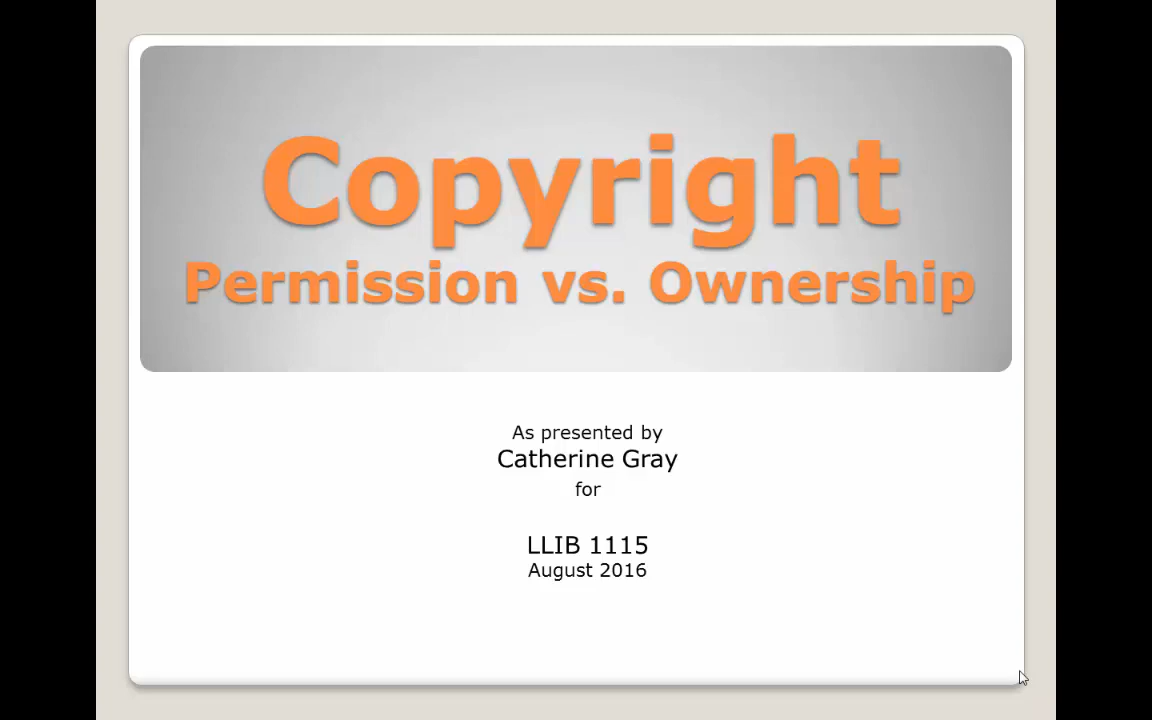 Copyright
Permission vs. Ownership
As presented by
Catherine Gray
for
LLIB 1115
August 2016